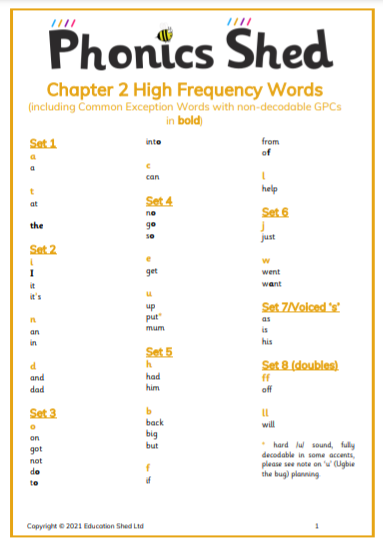 Phonics Shed
Chapter 2 High Frequency Words
(including Common Exception Words with non-decodable GPCs
in bold)
Set 1
a
a
t
at
the
Set 2
i
I
it
it's
n
an
in
d
and
dad
Set 3
o
on
got
not
do
to
into
c
can
Set 4
no
go
so
e
get
u
up
put*
mum
Set 5
h
had
him
b
back
big
but
f
if
from
of
l
help
Set 6
j
just
w
went
want
Set 7/Voiced 's'
as
is
his
Set 8 (doubles)
ff
off
ll
will
* hard /u/ sound, fully
decodable in some accents,
please see note on 'u' (Ugbie
the bug) planning
Copyright © 2021 Education Shed Ltd
1